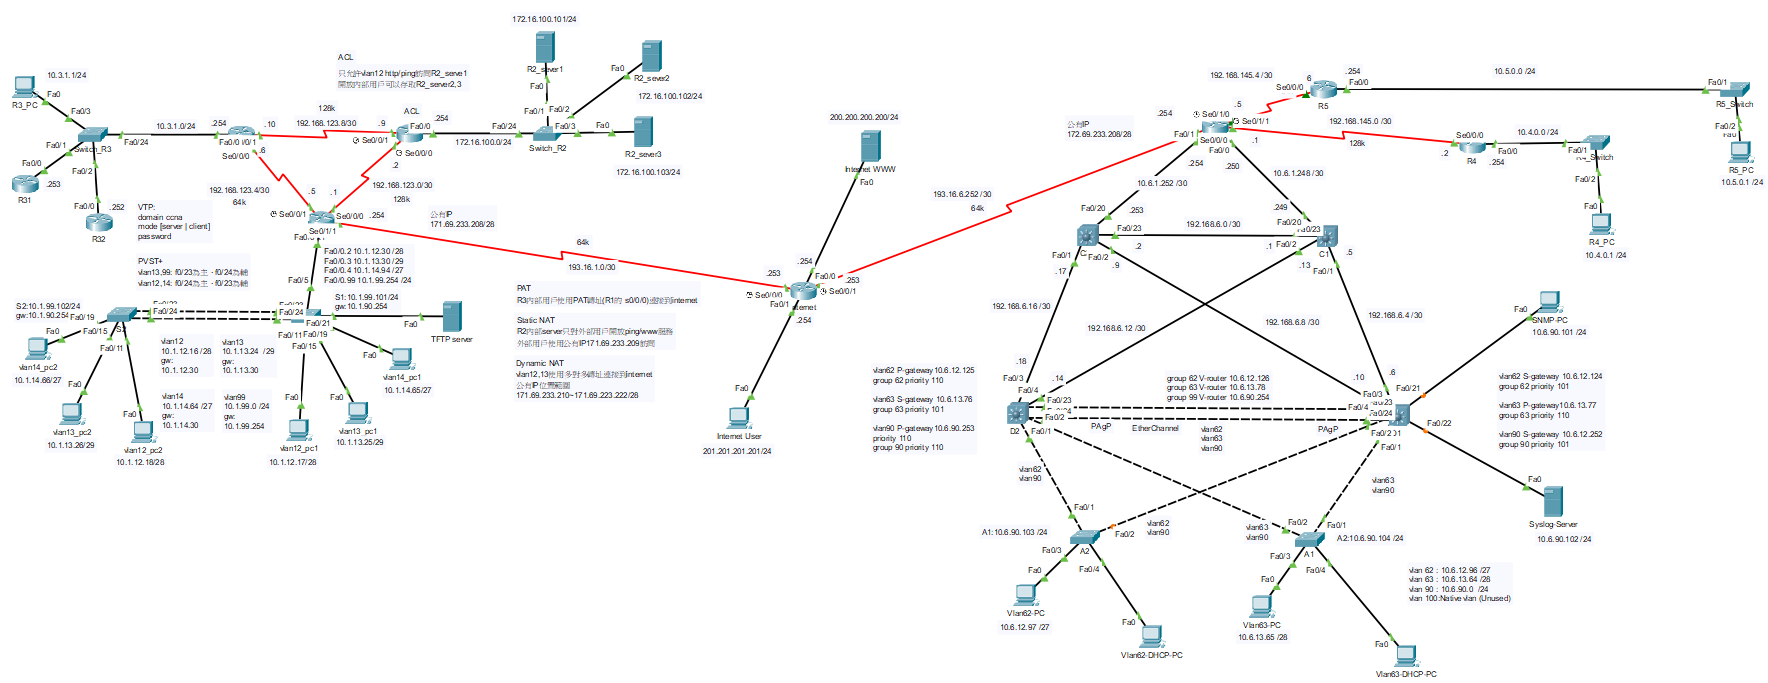 172.16.100.101/24
ACL
只允許vlan12 http/ping訪問R2_serve1
開放內部用戶可以存取R2_server2,3
10.3.1.1/24
Fa0
R3_PC
Fa0/3
10.3.1.0/24
.254
Fa0/24
Switch_R3
Fa0/1
Fa0/0
.253
R31
Fa0/2
.252
Fa0/0
R32
.10
128k
192.168.123.8/30
.9
ACL
Fa0/0
.254
Se0/0/1
Se0/0/0
.2
Se0/0/0
.6
192.168.123.4/30
64k
.5
.1
192.168.123.0/30
128k
Fa0
R2_sever1
R2_sever2
Fa0
172.16.100.102/24
Fa0/24
Fa0/1
Fa0/2
Fa0/3
Fa0
172.16.100.0/24
Switch_R2
R2_sever3
172.16.100.103/24
VTP:
domain ccna
mode [server | client]
password
Se0/0/1
Se0/0/0
.254
Se0/1/1
公有IP
171.69.233.208/28
PVST+
vlan13,99: f0/23為主，f0/24為輔
vlan12,14: f0/24為主，f0/23為輔
Fa0/0.2 10.1.12.30 /28
Fa0/0.3 10.1.13.30 /29
Fa0/0.4 10.1.14.94 /27
Fa0/0.99 10.1.99.254 /24
Fa0/5
S2:10.1.99.102/24
gw:10.1.90.254
Fa0/19
Fa0/24
Fa0/15
Fa0/11
S1:10.1.99.101/24
gw:10.1.90.254
Fa0/24
Fa0/21
Fa0/11
Fa0/19
Fa0/15
Fa0
TFTP server
Fa0
vlan14_pc2
10.1.14.66/27
vlan12
10.1.12.16 /28
gw:
10.1.12.30
vlan13
10.1.13.24 /29
gw:
10.1.13.30
vlan14
10.1.14.64 /27
gw:
10.1.14.30
vlan99
10.1.99.0 /24
gw:
10.1.99.254
Fa0
vlan14_pc1
10.1.14.65/27
Fa0
vlan13_pc2
10.1.13.26/29
Fa0
vlan12_pc2
10.1.12.18/28
Fa0
vlan12_pc1
10.1.12.17/28
Fa0
vlan13_pc1
10.1.13.25/29
64k
193.16.1.0/30
PAT
R3內部用戶使用PAT轉址(R1的 s0/0/0)連接到internet
Static NAT
R2內部server只對外部用戶開放ping/www服務
外部用戶使用公有IP171.69.233.209訪問
Dynamic NAT
vlan12,13使用多對多轉址連接到internet
公有IP位置範圍
171.69.233.210~171.69.223.222/28
200.200.200.200/24
Internet WWW
Fa0
.254
Fa0/0
.253
.253
Se0/0/0
Se0/0/1
Fa0/1
.254
Fa0
Internet User
201.201.201.201/24
193.16.6.252/30
64k
公有IP
172.69.233.208/28
192.168.145.4 /30
.6
Se0/0/0
R5
.254
Fa0/0
10.5.0.0 /24
Fa0/1
R5_Switch
Fa0/2
Fa0
R5_PC
10.5.0.1 /24
.5
.254
Se0/1/0
Se0/1/1
Fa0/1
Se0/0/0
Fa0/0
.1
192.168.145.0 /30
128k
Se0/0/0
.2
R4
Fa0/0
.254
10.4.0.0 /24
Fa0/1
R4_Switch
Fa0/2
Fa0
R4_PC
10.4.0.1 /24
.254
.250
10.6.1.252 /30
10.6.1.248 /30
Fa0/20
.253
Fa0/23
192.168.6.0 /30
.249
Fa0/20
Fa0/23
Fa0/2
.1
C1
.2
.9
Fa0/1
.17
.13
Fa0/1
.5
192.168.6.16 /30
192.168.6.12 /30
192.168.6.8 /30
192.168.6.4 /30
SNMP-PC
10.6.90.101 /24
Fa0
.18
Fa0/3
.14
Fa0/4
Fa0/23
Fa0/2
Fa0/1
D2
vlan62 P-gateway 10.6.12.125
group 62 priority 110
vlan63 S-gateway 10.6.13.76
group 63 priority 101
vlan90 P-gateway 10.6.90.253
priority 110
group 90 priority 110
group 62 V-router 10.6.12.126
group 63 V-router 10.6.13.78
group 99 V-router 10.6.90.254
PAgP
EtherChannel
PAgP
vlan62
vlan63
vlan90
.10
.6
Fa0/21
Fa0/3
Fa0/4
Fa0/24
Fa0/22
Fa0/1
vlan62 S-gateway 10.6.12.124
group 62 priority 101
vlan63 P-gateway 10.6.13.77
group 63 priority110
vlan90 S-gateway 10.6.12.252
group 90 priority 101
Fa0
Syslog-Server
10.6.90.102 /24
vlan62
vlan90
vlan63
vlan90
Fa0/1
vlan62
vlan90
Fa0/2
A1:10.6.90.103 /24
A2
Fa0/3
Fa0/4
vlan63
vlan90
Fa0/2
Fa0/1
A2:10.6.90.104 /24
A1
Fa0/3
Fa0/4
Fa0
Vlan62-PC
10.6.12.97 /27
Fa0
Vlan62-DHCP-PC
Fa0
Vlan63-PC
10.6.13.65 /28
Fa0
Vlan63-DHCP-PC
vlan 62 : 10.6.12.96 /27
vlan 63 : 10.6.13.64 /28
vlan 90 : 10.6.90.0 /24
vlan 100:Native vlan (Unused)